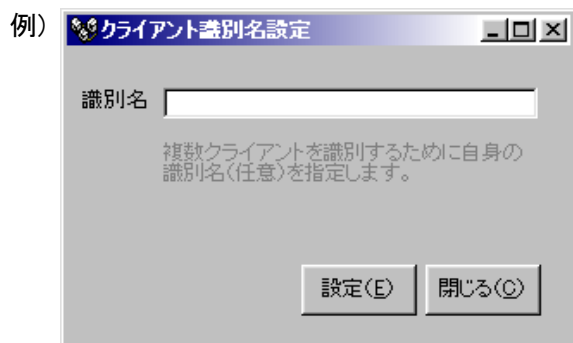 例）
クライアント識別名設定
識別名
複数クライアントを識別するために自身の
識別名(任意)を指定します。
設定(E)
閉じる(C)